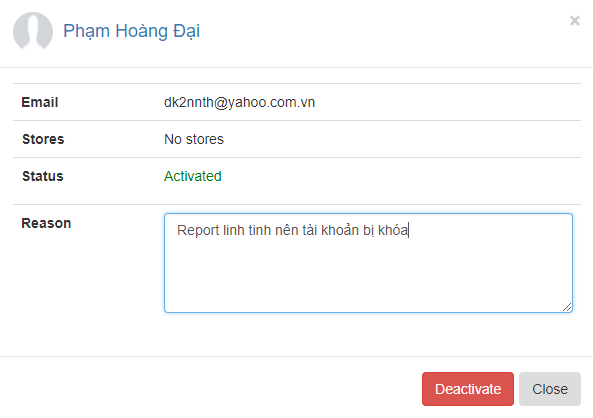 Phạm Hoàng Đại
×
Email dk2nnth@yahoo.com.vn
Stores No stores
Status Activated
Reason Report linh tinh nên tài khoản bị khóa
Deactivate Close